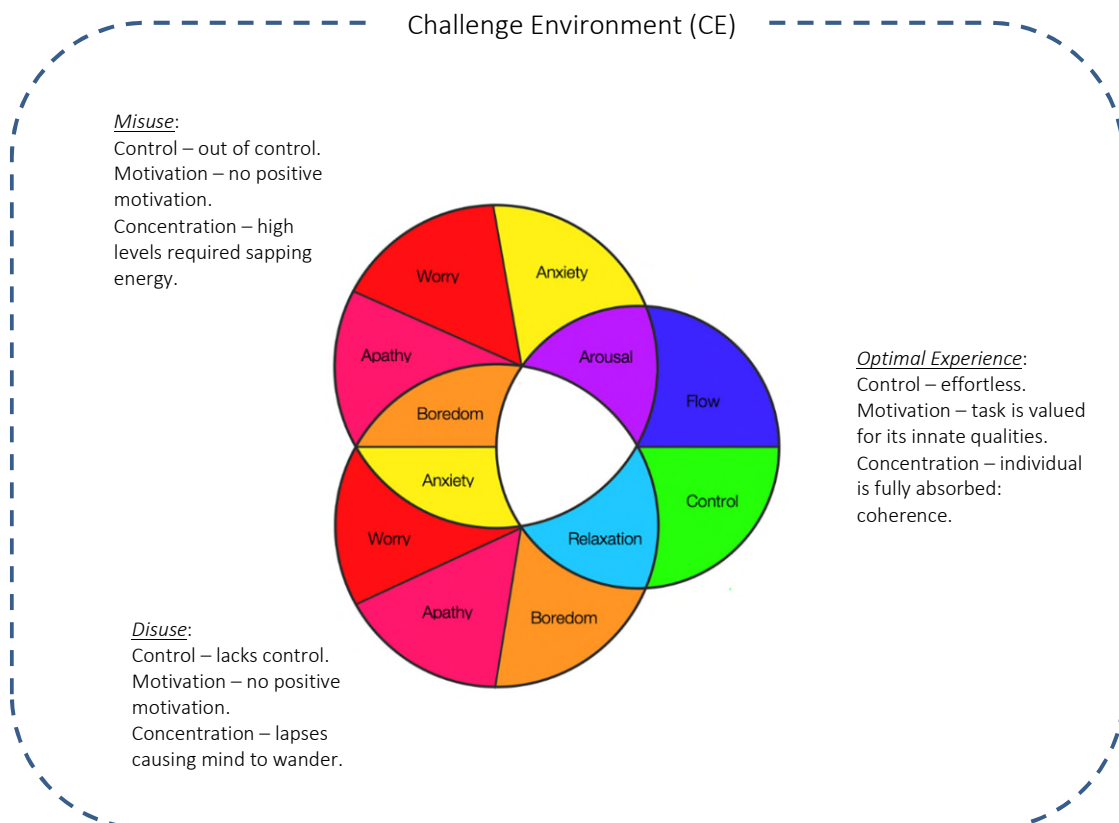 Challenge Environment (CE)
Misuse:
Control – out of control.
Motivation – no positive
motivation.
Concentration – high
levels required sapping
energy.
Worry
Anxiety
Apathy
Arousal
Boredom
Flow
Anxiety
Control
Worry
Relaxation
Apathy
Boredom
Optimal Experience:
Control – effortless.
Motivation – task is valued
for its innate qualities.
Concentration – individual
is fully absorbed:
coherence.
Disuse:
Control – lacks control.
Motivation – no positive
motivation.
Concentration – lapses
causing mind to wander.